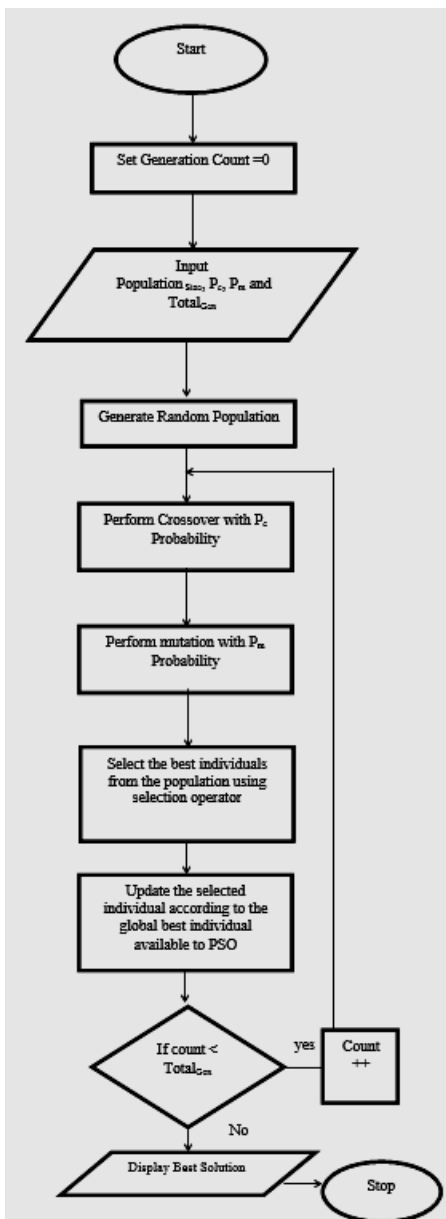 Start
Set Generation Count =0
Input
Population Size, Pc, Pm and
TotalGen
Generate Random Population
Perform Crossover with Pc
Probability
Perform mutation with Pm
Probability
Select the best individuals
from the population using
selection operator
Update the selected
individual according to the
global best individual
available to PSO
If count <
TotalGen
yes
Count
++
No
Display Best Solution
Stop